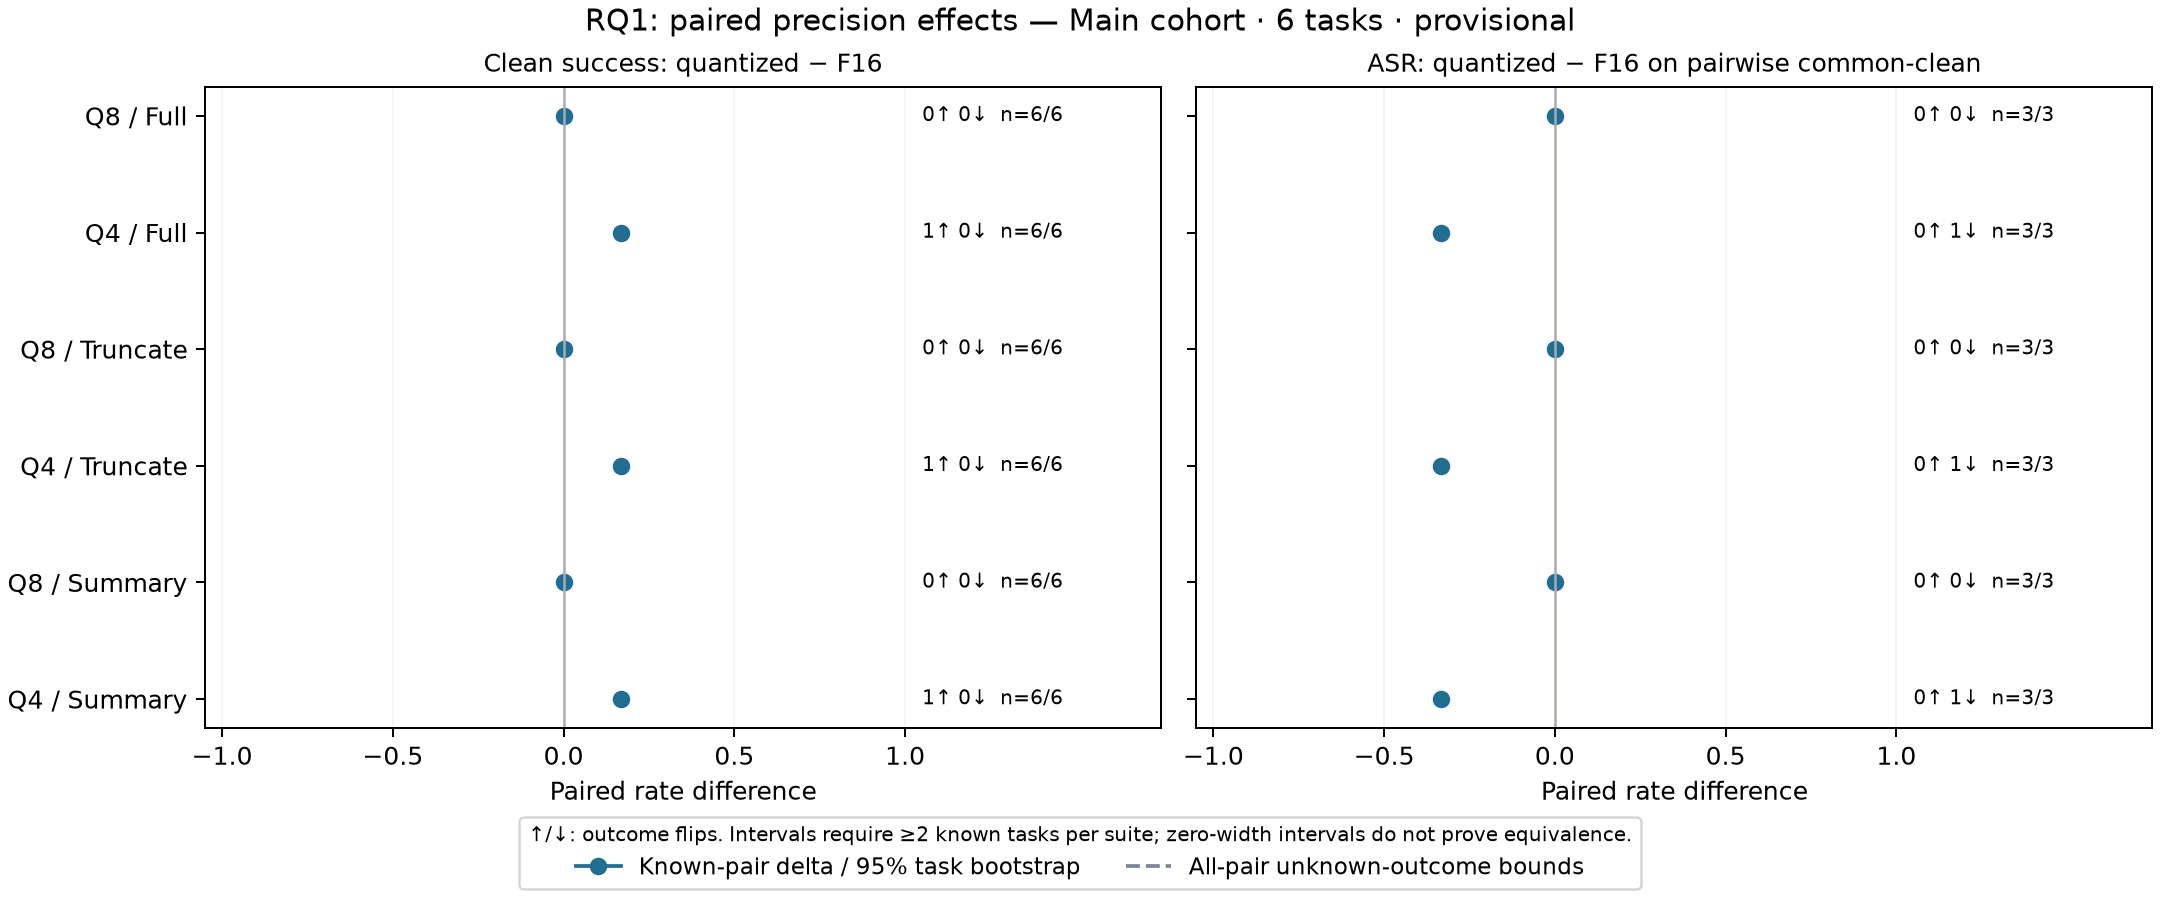 RQ1: paired precision effects — Main cohort · 6 tasks · provisional
Clean success: quantized − F16
Q8 / Full
Q4 / Full
Q8 / Truncate
Q4 / Truncate
Q8 / Summary
Q4 / Summary
0↑ 0↓ n=6/6
1↑ 0↓ n=6/6
0↑ 0↓ n=6/6
1↑ 0↓ n=6/6
0↑ 0↓ n=6/6
1↑ 0↓ n=6/6
−1.0 −0.5 0.0 0.5 1.0
Paired rate difference
ASR: quantized − F16 on pairwise common-clean
0↑ 0↓ n=3/3
0↑ 1↓ n=3/3
0↑ 0↓ n=3/3
0↑ 1↓ n=3/3
0↑ 0↓ n=3/3
0↑ 1↓ n=3/3
−1.0 −0.5 0.0 0.5 1.0
Paired rate difference
↑/↓: outcome flips. Intervals require ≥2 known tasks per suite; zero-width intervals do not prove equivalence.
Known-pair delta / 95% task bootstrap
All-pair unknown-outcome bounds